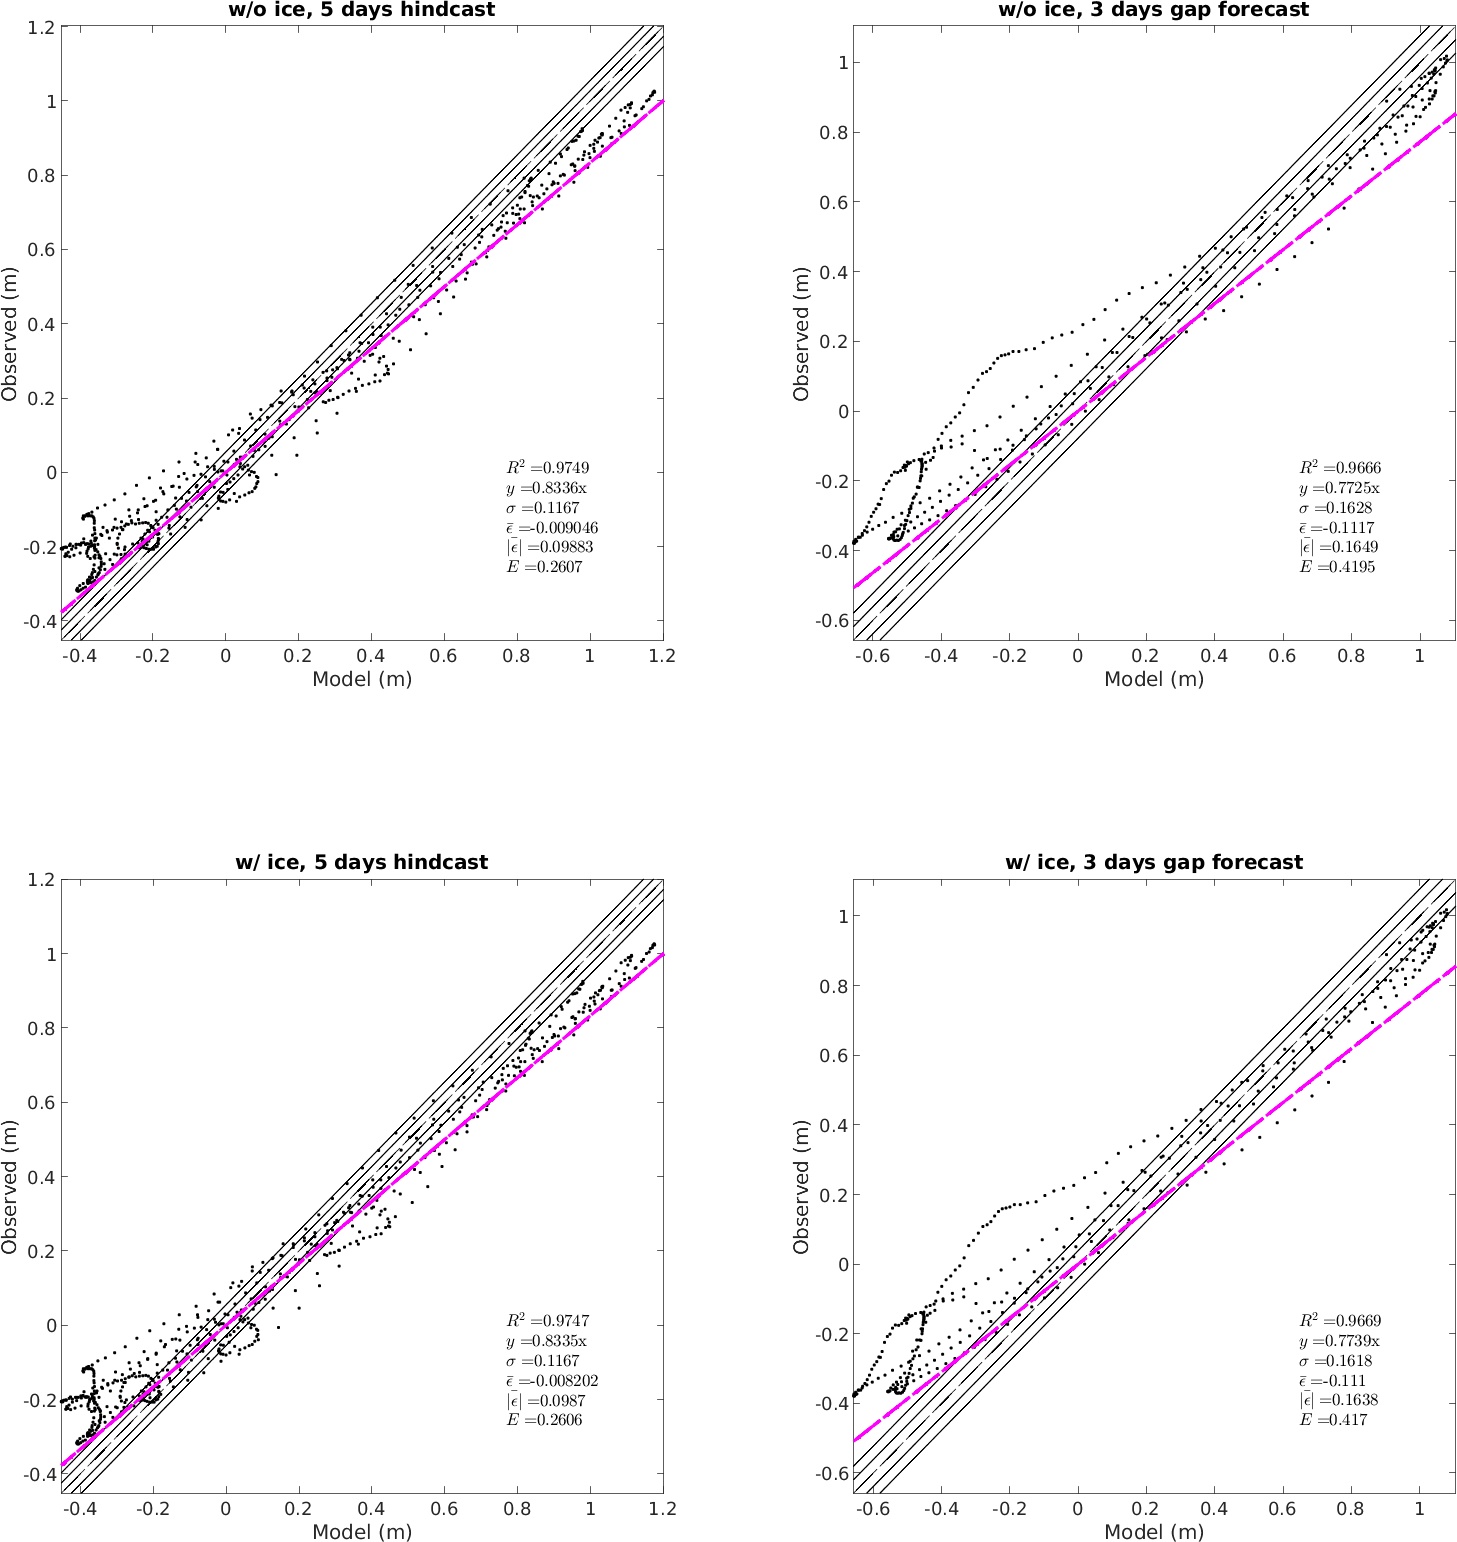 w/o ice, 5 days hindcast
1.2
1
0.8
0.6
0.4
0.2
0
-0.2
-0.4
Observed (m)
R² =0.9749
y =0.8336x
σ =0.1167
ϵ̄ =-0.009046
|ϵ̄| =0.09883
E =0.2607
-0.4 -0.2 0 0.2 0.4 0.6 0.8 1 1.2
Model (m)
w/o ice, 3 days gap forecast
1
0.8
0.6
0.4
0.2
0
-0.2
-0.4
-0.6
Observed (m)
R² =0.9666
y =0.7725x
σ =0.1628
ϵ̄ =-0.1117
|ϵ̄| =0.1649
E =0.4195
-0.6 -0.4 -0.2 0 0.2 0.4 0.6 0.8 1
Model (m)
w/ ice, 5 days hindcast
1.2
1
0.8
0.6
0.4
0.2
0
-0.2
-0.4
Observed (m)
R² =0.9747
y =0.8335x
σ =0.1167
ϵ̄ =-0.008202
|ϵ̄| =0.0987
E =0.2606
-0.4 -0.2 0 0.2 0.4 0.6 0.8 1 1.2
Model (m)
w/ ice, 3 days gap forecast
1
0.8
0.6
0.4
0.2
0
-0.2
-0.4
-0.6
Observed (m)
R² =0.9669
y =0.7739x
σ =0.1618
ϵ̄ =-0.111
|ϵ̄| =0.1638
E =0.417
-0.6 -0.4 -0.2 0 0.2 0.4 0.6 0.8 1
Model (m)